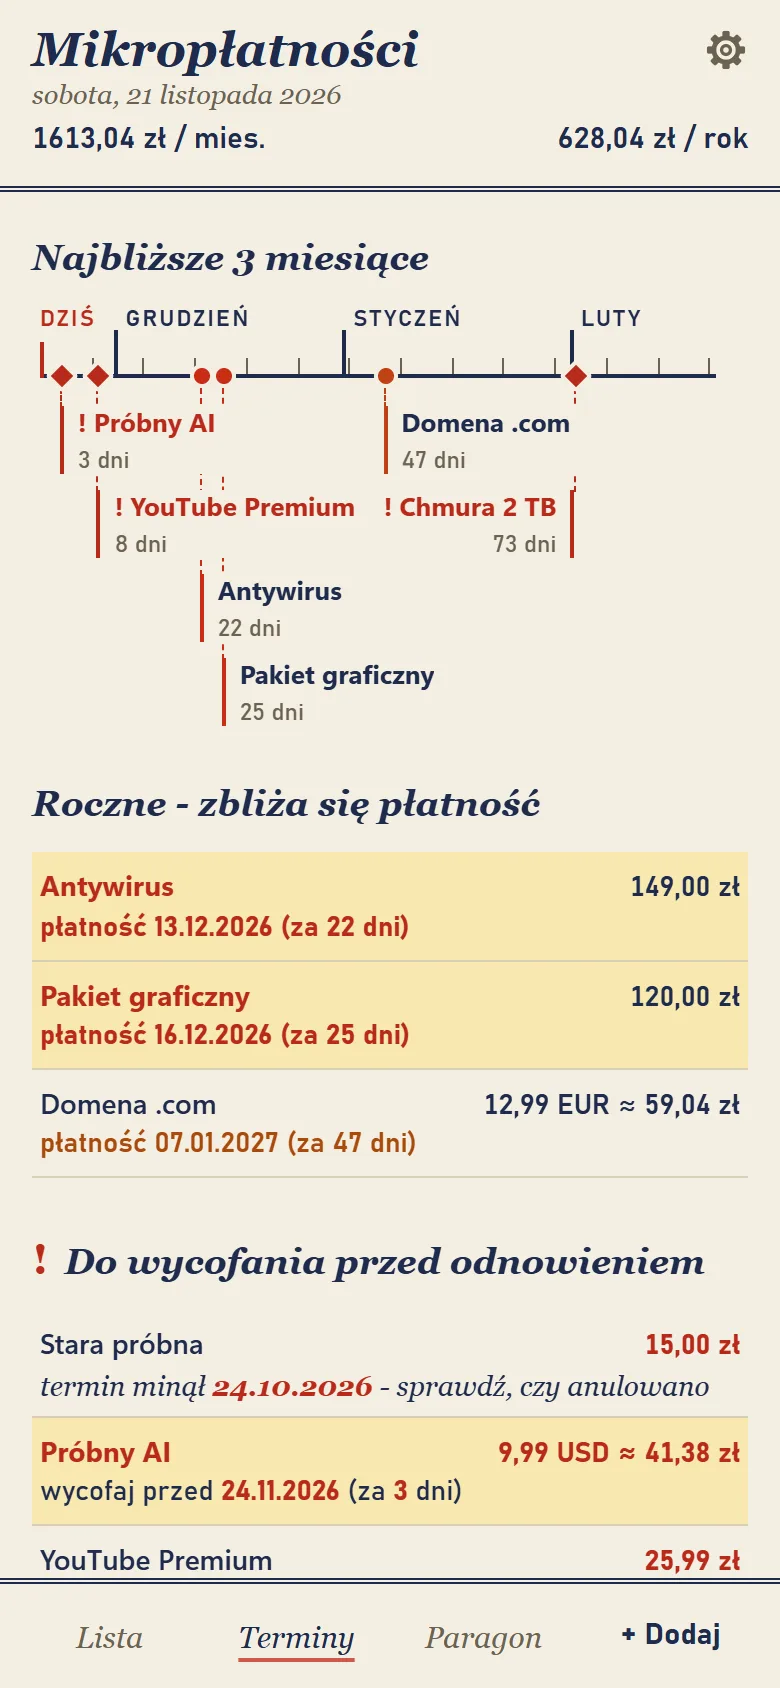 Mikropłatności
sobota, 21 listopada 2026
1613,04 zł / mies.
628,04 zł / rok
Najbliższe 3 miesiące
DZIŚ GRUDZIEŃ STYCZEŃ LUTY
! Próbny AI
3 dni
Domena .com
47 dni
! YouTube Premium
8 dni
! Chmura 2 TB
73 dni
Antywirus
22 dni
Pakiet graficzny
25 dni
Roczne - zbliża się płatność
Antywirus 149,00 zł
płatność 13.12.2026 (za 22 dni)
Pakiet graficzny 120,00 zł
płatność 16.12.2026 (za 25 dni)
Domena .com 12,99 EUR ≈ 59,04 zł
płatność 07.01.2027 (za 47 dni)
! Do wycofania przed odnowieniem
Stara próbna 15,00 zł
termin minął 24.10.2026 - sprawdź, czy anulowano
Próbny AI 9,99 USD ≈ 41,38 zł
wycofaj przed 24.11.2026 (za 3 dni)
YouTube Premium 25,99 zł
Lista Terminy Paragon + Dodaj